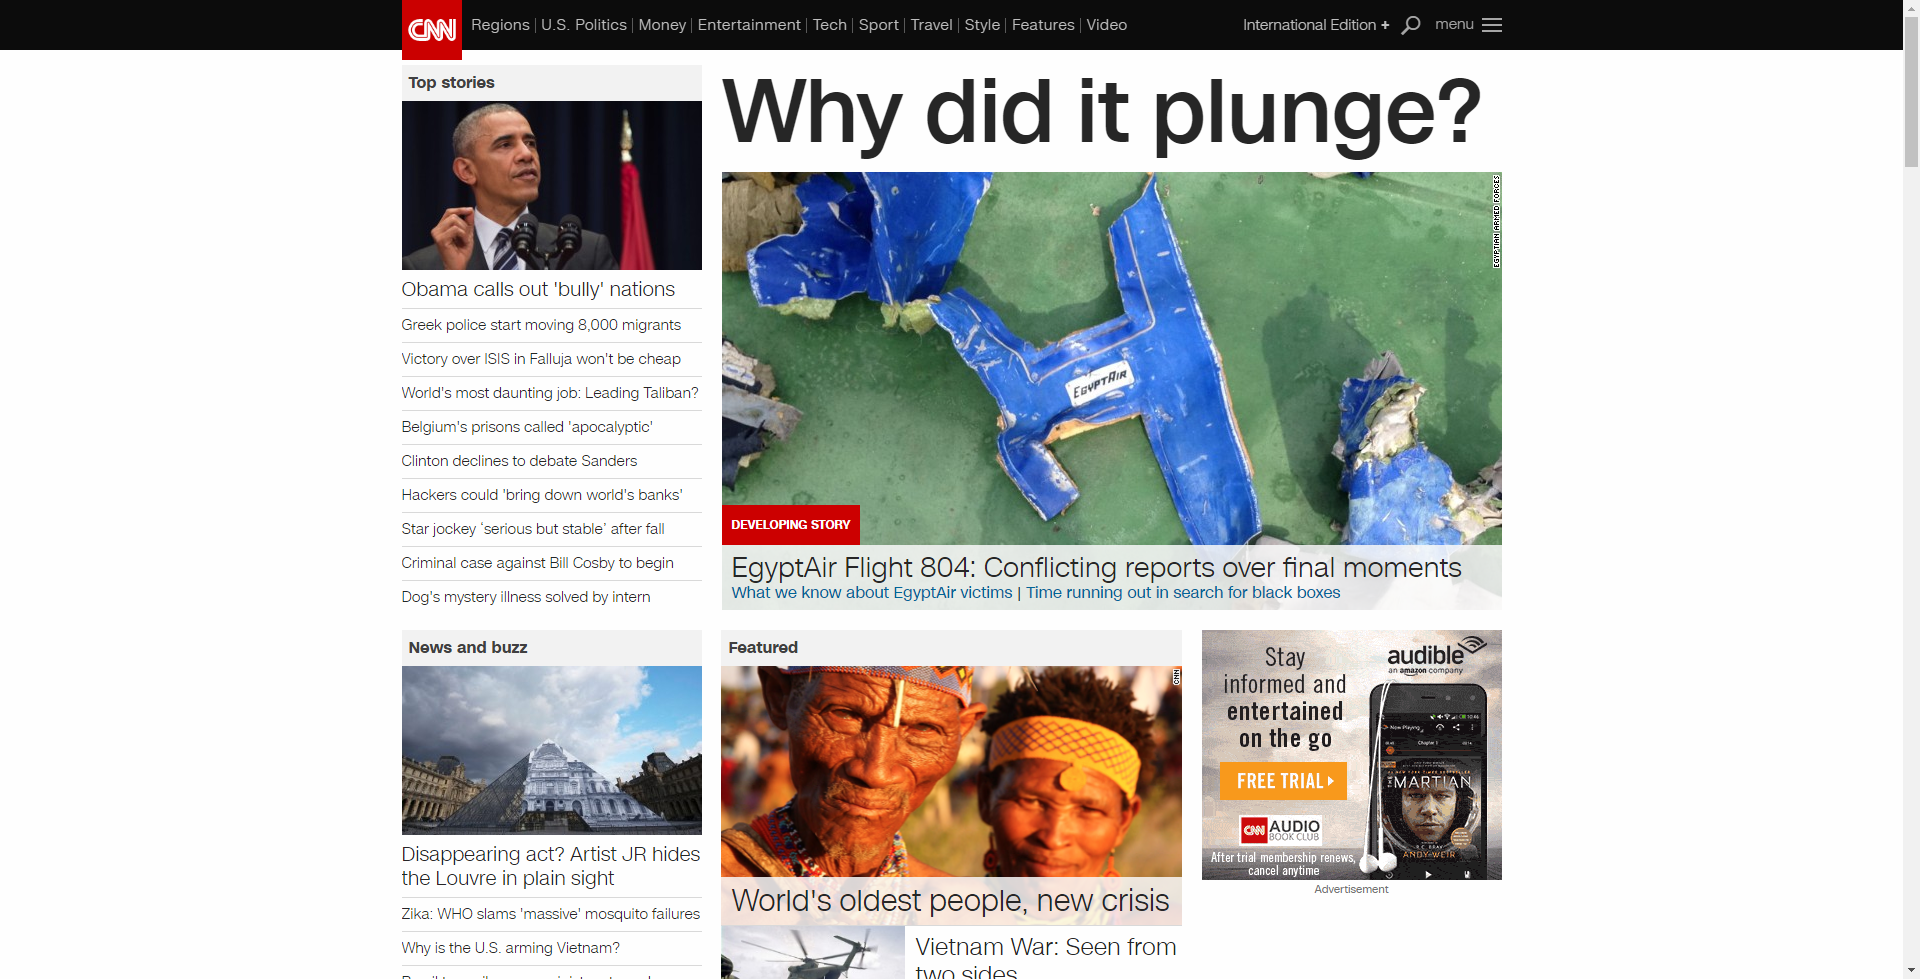 CNN
Regions | U.S. Politics | Money | Entertainment | Tech | Sport | Travel | Style | Features | Video
International Edition +
menu
Top stories
Obama calls out 'bully' nations
Greek police start moving 8,000 migrants
Victory over ISIS in Falluja won't be cheap
World's most daunting job: Leading Taliban?
Belgium's prisons called 'apocalyptic'
Clinton declines to debate Sanders
Hackers could 'bring down world's banks'
Star jockey ‘serious but stable’ after fall
Criminal case against Bill Cosby to begin
Dog's mystery illness solved by intern
Why did it plunge?
EGYPTIAN ARMED FORCES
EGYPTAIR
DEVELOPING STORY
EgyptAir Flight 804: Conflicting reports over final moments
What we know about EgyptAir victims | Time running out in search for black boxes
News and buzz
Disappearing act? Artist JR hides
the Louvre in plain sight
Zika: WHO slams 'massive' mosquito failures
Why is the U.S. arming Vietnam?
Featured
CNN
World's oldest people, new crisis
Vietnam War: Seen from
two sides
Stay
informed and
entertained
on the go
FREE TRIAL
CNN AUDIO
BOOK CLUB
After trial membership renews,
cancel anytime
audible
an amazon company
Now Playing
Chapter 1
THE
MARTIAN
ANDY WEIR
Advertisement